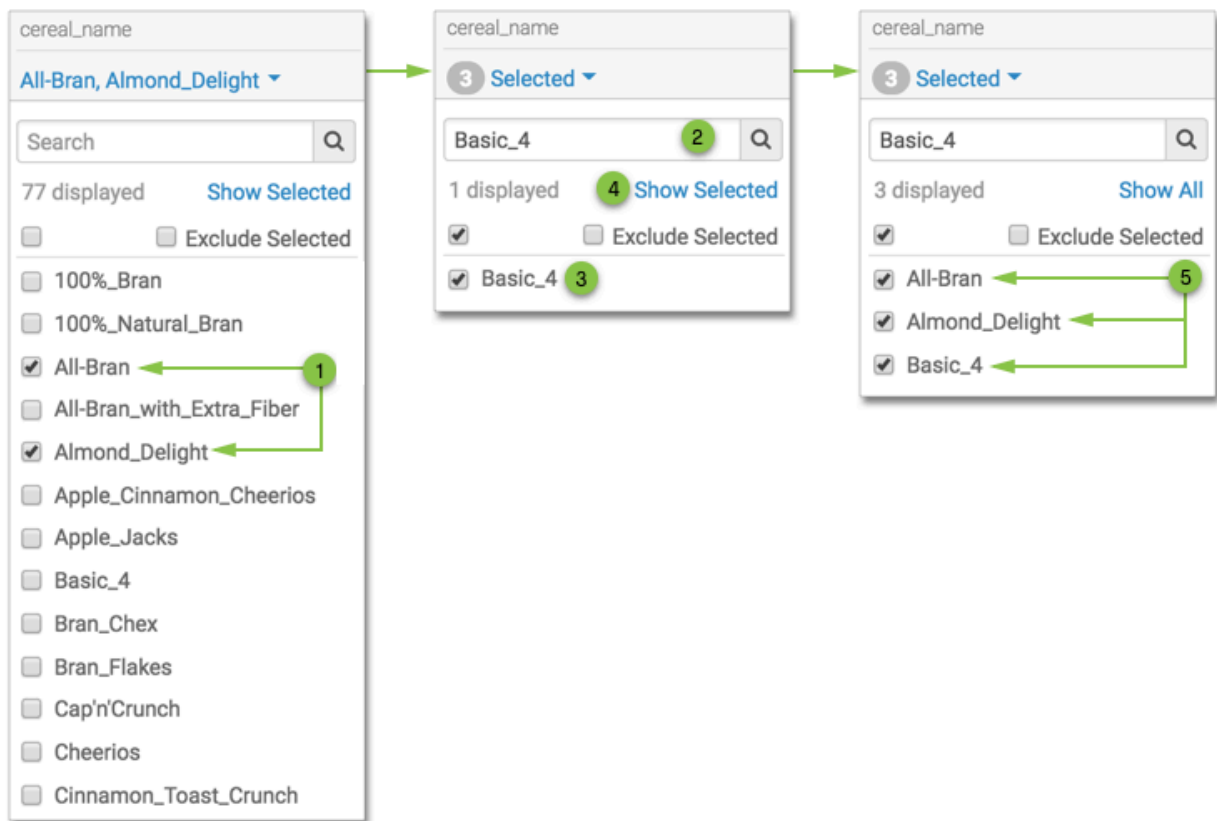 cereal_name
All-Bran, Almond_Delight
Search
77 displayed Show Selected
Exclude Selected
100%_Bran
100%_Natural_Bran
All-Bran
1
All-Bran_with_Extra_Fiber
Almond_Delight
Apple_Cinnamon_Cheerios
Apple_Jacks
Basic_4
Bran_Chex
Bran_Flakes
Cap'n'Crunch
Cheerios
Cinnamon_Toast_Crunch
cereal_name
3 Selected
Basic_4 2
1 displayed 4 Show Selected
Exclude Selected
Basic_4 3
cereal_name
3 Selected
Basic_4
3 displayed Show All
Exclude Selected
All-Bran 5
Almond_Delight
Basic_4